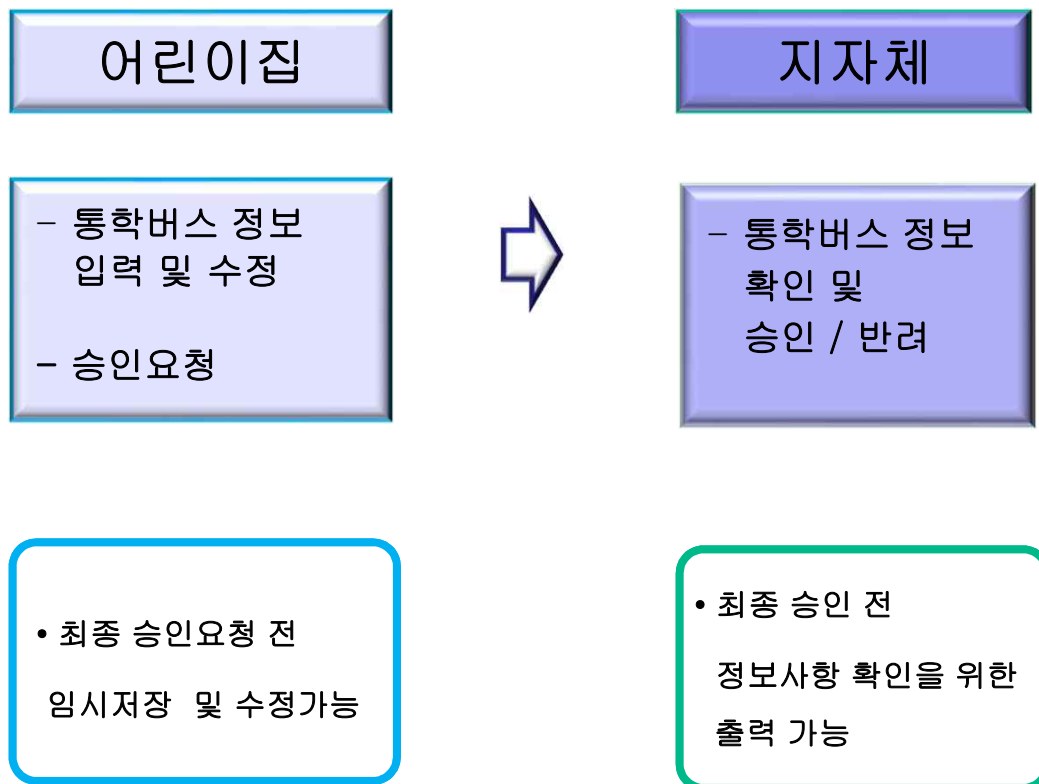 어린이집
지자체
– 통학버스 정보
입력 및 수정
– 승인요청
– 통학버스 정보
확인 및
승인 / 반려
• 최종 승인요청 전
임시저장 및 수정가능
• 최종 승인 전
정보사항 확인을 위한
출력 가능